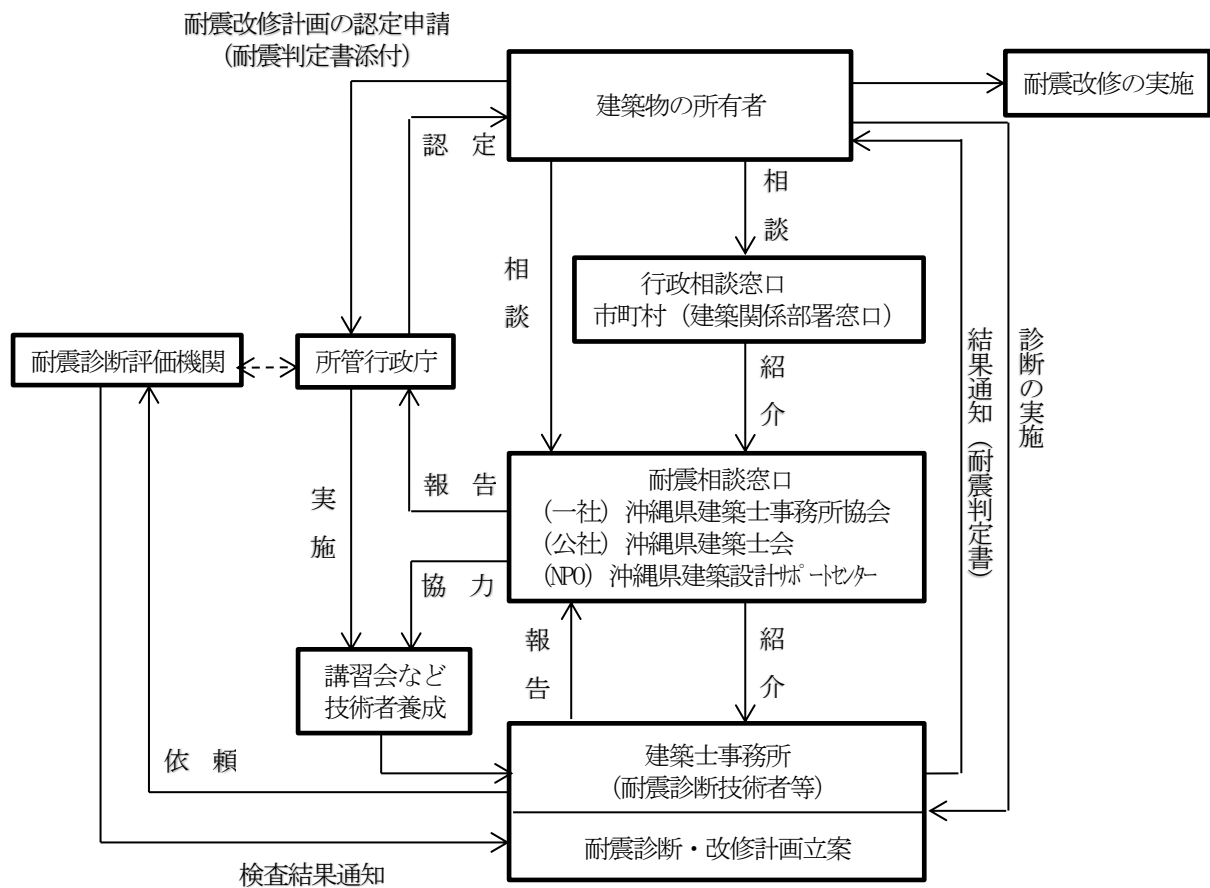 耐震改修計画の認定申請
(耐震判定書添付)
建築物の所有者
耐震改修の実施
認 定
相談
相談
行政相談窓口
市町村（建築関係部署窓口）
耐震診断評価機関
所管行政庁
結果通知（耐震判定書）
診断の実施
紹介
報 告
耐震相談窓口
(一社) 沖縄県建築士事務所協会
(公社) 沖縄県建築士会
(NPO) 沖縄県建築設計サポートセンター
実施
協 力
報告
紹介
講習会など
技術者養成
依 頼
建築士事務所
(耐震診断技術者等)
耐震診断・改修計画立案
検査結果通知